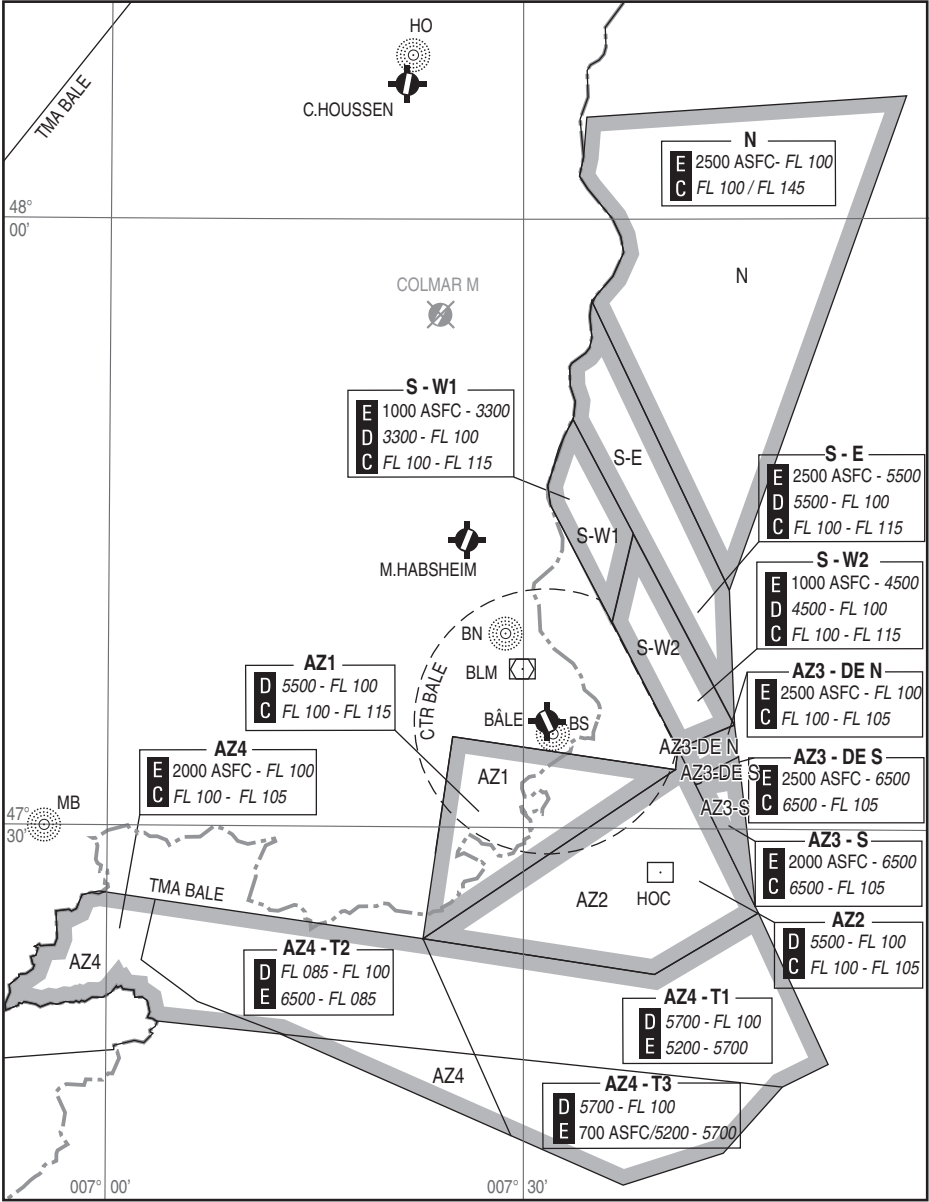 HO
TMA BALE
C.HOUSSEN
N
E 2500 ASFC- FL 100
C FL 100 / FL 145
48°
00'
N
COLMAR M
S - W1
E 1000 ASFC - 3300
D 3300 - FL 100
C FL 100 - FL 115
S-E
S - E
E 2500 ASFC - 5500
D 5500 - FL 100
C FL 100 - FL 115
S-W1
M.HABSHEIM
S - W2
E 1000 ASFC - 4500
D 4500 - FL 100
C FL 100 - FL 115
BN
S-W2
BLM
CTR BALE
AZ1
D 5500 - FL 100
C FL 100 - FL 115
AZ3 - DE N
E 2500 ASFC - FL 100
C FL 100 - FL 105
BÂLE
BS
AZ3-DE N
AZ4
E 2000 ASFC - FL 100
C FL 100 - FL 105
AZ1
AZ3-DE S
AZ3 - DE S
E 2500 ASFC - 6500
C 6500 - FL 105
MB
AZ3-S
47°
30'
AZ3 - S
E 2000 ASFC - 6500
C 6500 - FL 105
TMA BALE
AZ2
HOC
AZ2
D 5500 - FL 100
C FL 100 - FL 105
AZ4
AZ4 - T2
D FL 085 - FL 100
E 6500 - FL 085
AZ4 - T1
D 5700 - FL 100
E 5200 - 5700
AZ4
AZ4 - T3
D 5700 - FL 100
E 700 ASFC/5200 - 5700
007° 00'
007° 30'